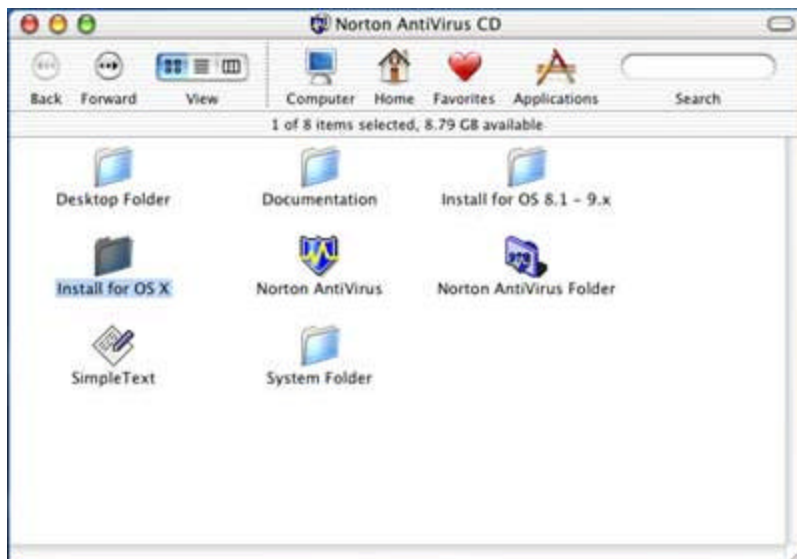 Norton AntiVirus CD
Back Forward View Computer Home Favorites Applications Search
1 of 8 items selected, 8.79 GB available
Desktop Folder Documentation Install for OS 8.1 – 9.x
Install for OS X Norton AntiVirus Norton AntiVirus Folder
SimpleText System Folder